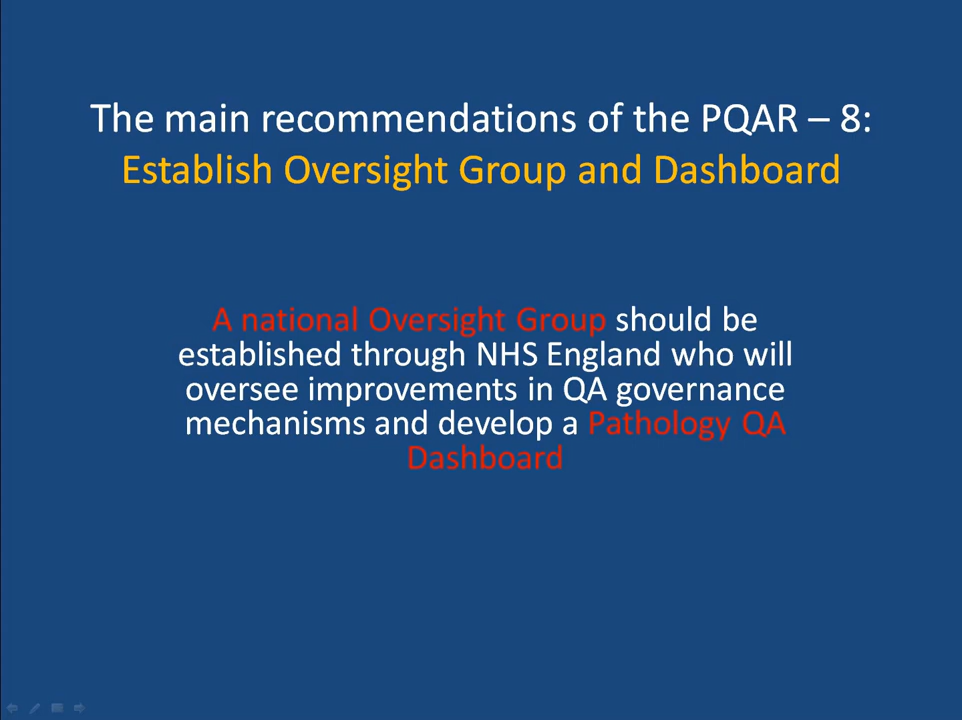 The main recommendations of the PQAR – 8:
Establish Oversight Group and Dashboard
A national Oversight Group should be
established through NHS England who will
oversee improvements in QA governance
mechanisms and develop a Pathology QA
Dashboard